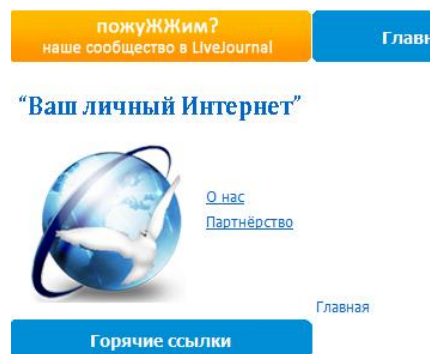 пожуЖЖим?
наше сообщество в LiveJournal
Главн
“Ваш личный Интернет”
О нас
Партнёрство
Главная
Горячие ссылки